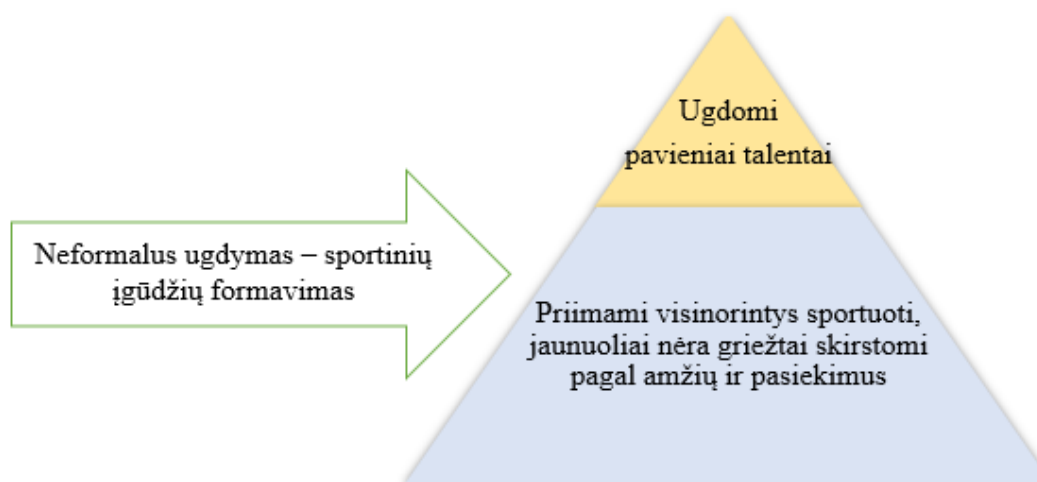 Ugdomi
pavieniai talentai
Neformalus ugdymas – sportinių
įgūdžių formavimas
Priimami visinorintys sportuoti,
jaunuoliai nėra griežtai skirstomi
pagal amžių ir pasiekimus